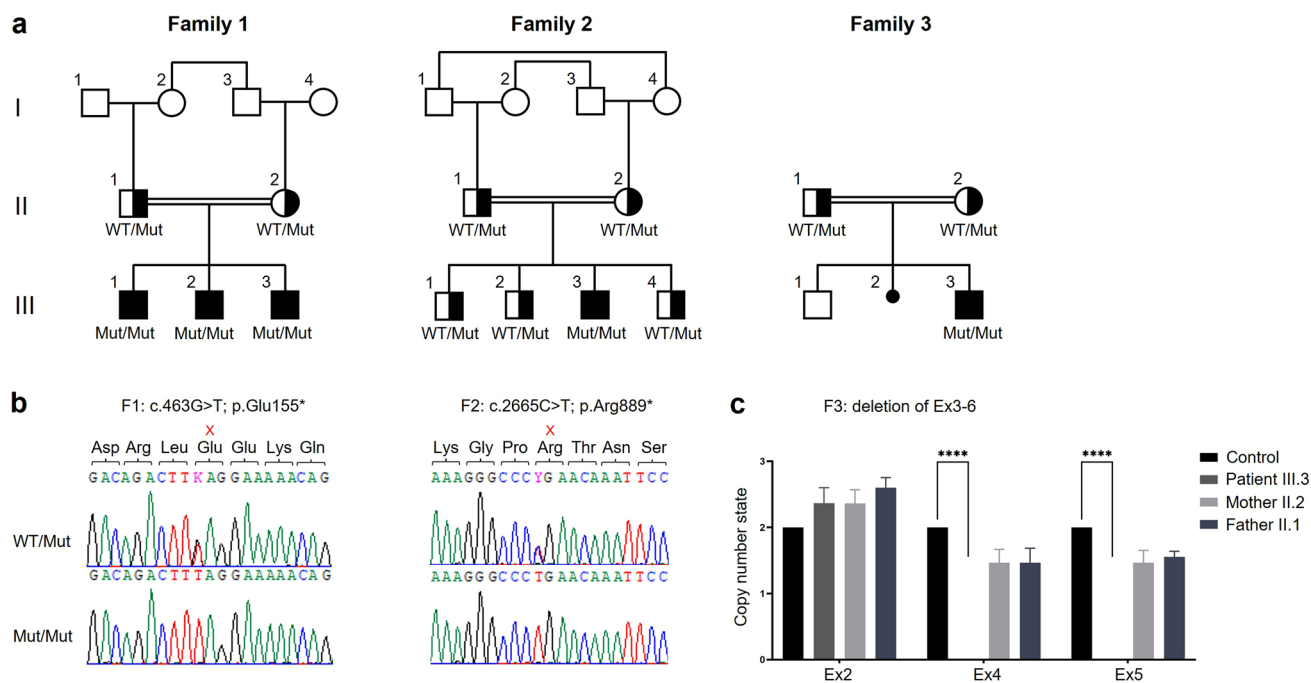 a
Family 1
Family 2
Family 3
I
1
2
3
4
1
2
3
4
II
1
2
1
2
1
2
WT/Mut
WT/Mut
WT/Mut
WT/Mut
WT/Mut
WT/Mut
III
1
2
3
1
2
3
4
1
2
3
Mut/Mut
Mut/Mut
Mut/Mut
WT/Mut
WT/Mut
Mut/Mut
WT/Mut
Mut/Mut
b
F1: c.463G>T; p.Glu155*
X
Asp Arg Leu Glu Glu Lys Gln
GACAGACTTKAGGAAAAACAG
WT/Mut
GACAGACTTTAGGAAAAACAG
Mut/Mut
F2: c.2665C>T; p.Arg889*
X
Lys Gly Pro Arg Thr Asn Ser
AAAGGGCCCYGAACAAATTCC
AAAGGGCCCTGAACAAATTCC
c
F3: deletion of Ex3-6
Copy number state
3
2
1
0
****
****
Ex2
Ex4
Ex5
Control
Patient III.3
Mother II.2
Father II.1